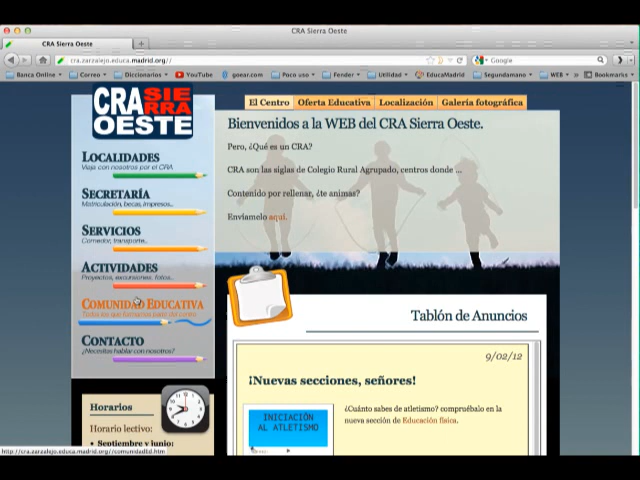 CRA Sierra Oeste
CRA Sierra Oeste
cra.zarzalejo.educa.madrid.org//
Google
Banca Online
Correo
Diccionarios
YouTube
goear.com
Poco uso
Fender
Utilidad
EducaMadrid
Segundamano
WEB
Bookmarks
CRA SIERRA OESTE
El Centro
Oferta Educativa
Localización
Galería fotográfica
Bienvenidos a la WEB del CRA Sierra Oeste.
Pero, ¿Qué es un CRA?
CRA son las siglas de Colegio Rural Agrupado, centros donde ...
Contenido por rellenar, ¿te animas?
Envíamelo aquí.
LOCALIDADES
Viaja con nosotros por el CRA
SECRETARÍA
Matriculación, becas, impresos...
SERVICIOS
Comedor, transporte...
ACTIVIDADES
Proyectos, excursiones, fotos...
COMUNIDAD EDUCATIVA
CONTACTO
¿Necesitas hablar con nosotros?
Tablón de Anuncios
9/02/12
¡Nuevas secciones, señores!
INICIACIÓN
AL ATLETISMO
¿Cuánto sabes de atletismo? compruébalo en la
nueva sección de Educación física.
Horarios
Horario lectivo:
• Septiembre y junio:
http://cra.zarzalejo.educa.madrid.org//comunidadEd.htm